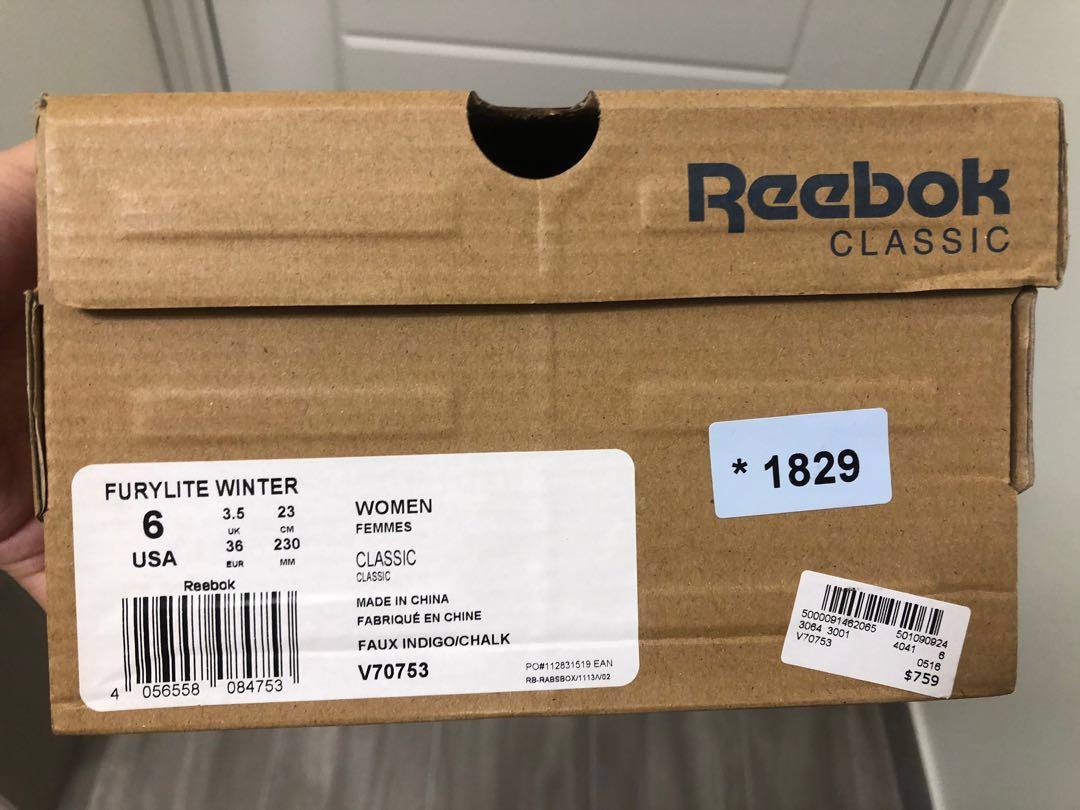 Reebok
CLASSIC
* 1829
FURYLITE WINTER
6
USA
3.5
UK
36
EUR
23
CM
230
MM
WOMEN
FEMMES
CLASSIC
CLASSIC
MADE IN CHINA
FABRIQUÉ EN CHINE
FAUX INDIGO/CHALK
V70753
Reebok
4 056558 084753
PO#112831519 EAN
RB-RABSBOX/1113/V02
5000091462065 501090924
3064 3001 4041 6
V70753 0516
$759